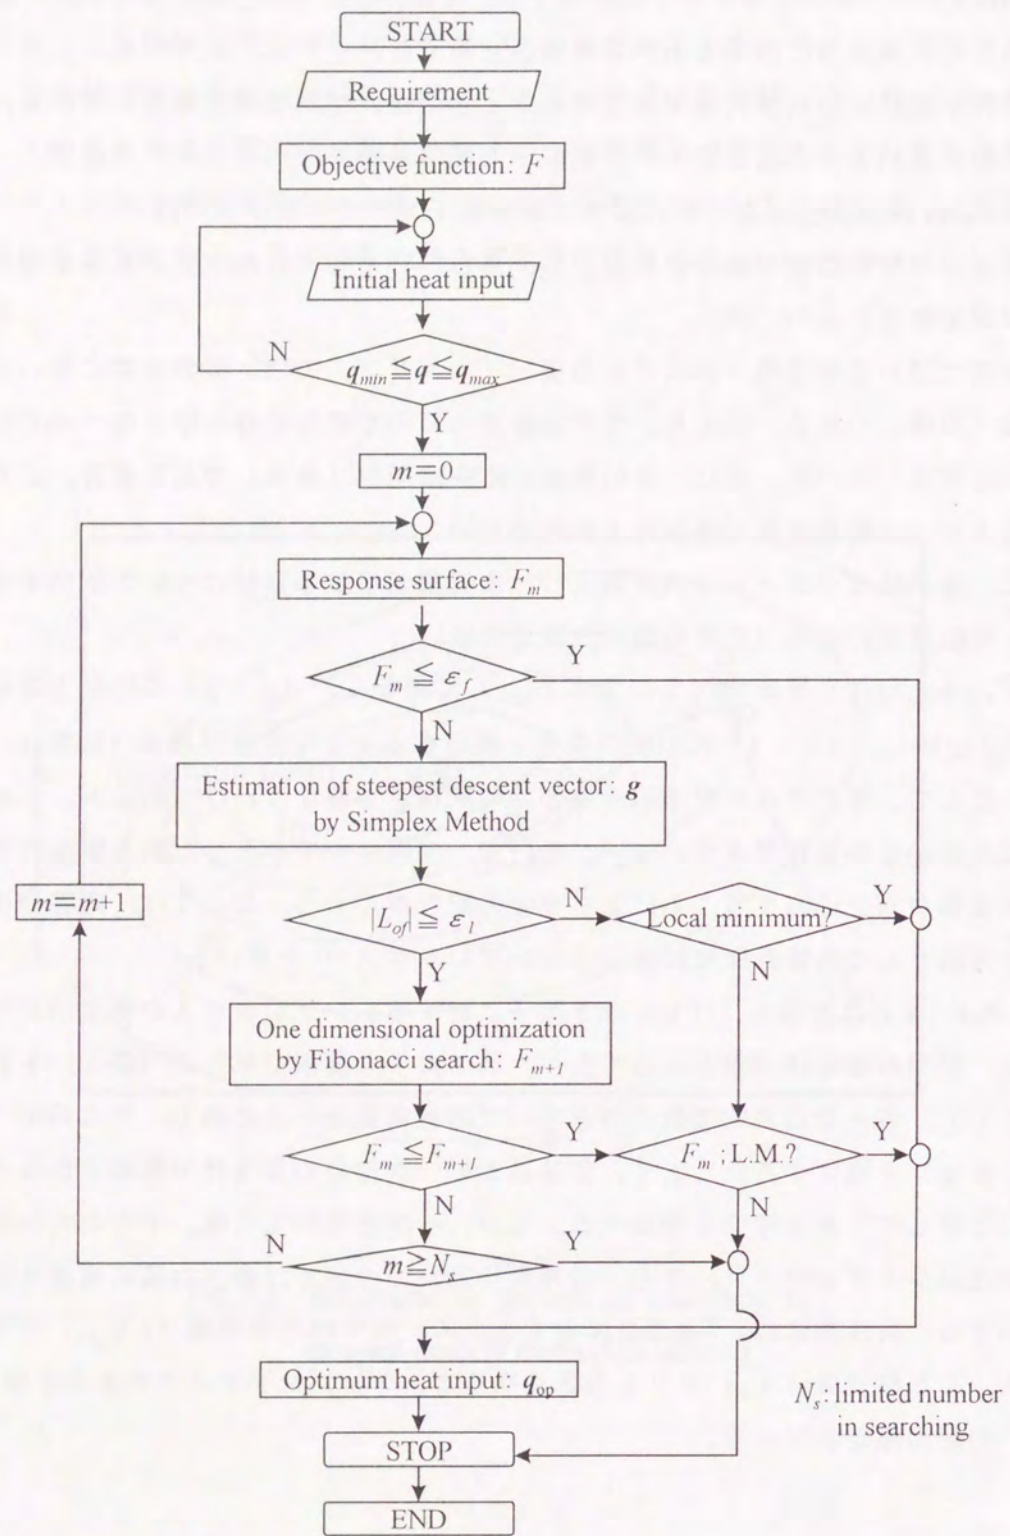 START
Requirement
Objective function: F
Initial heat input
N
q_min ≦ q ≦ q_max
Y
m=0
Response surface: F_m
Y
F_m ≦ ε_f
N
Estimation of steepest descent vector: g
by Simplex Method
m=m+1
N
Y
|L_of| ≦ ε_l
Local minimum?
Y
N
One dimensional optimization
by Fibonacci search: F_m+1
Y
Y
F_m ≦ F_m+1
F_m ; L.M.?
N
N
N
Y
m ≧ N_s
Optimum heat input: q_op
N_s: limited number
in searching
STOP
END